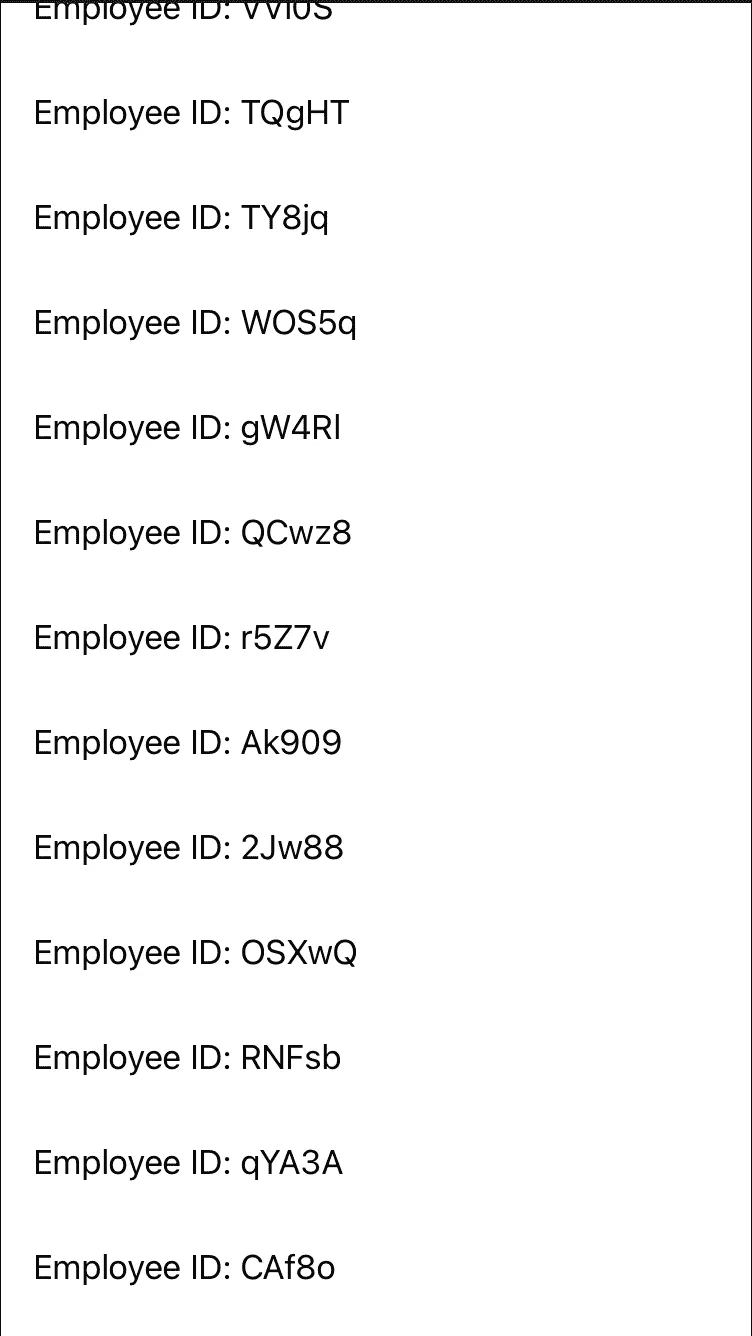 Employee ID:
Employee ID: TQgHT
Employee ID: TY8jq
Employee ID: WOS5q
Employee ID: gW4Rl
Employee ID: QCwz8
Employee ID: r5Z7v
Employee ID: Ak909
Employee ID: 2Jw88
Employee ID: OSXwQ
Employee ID: RNFsb
Employee ID: qYA3A
Employee ID: CAf8o